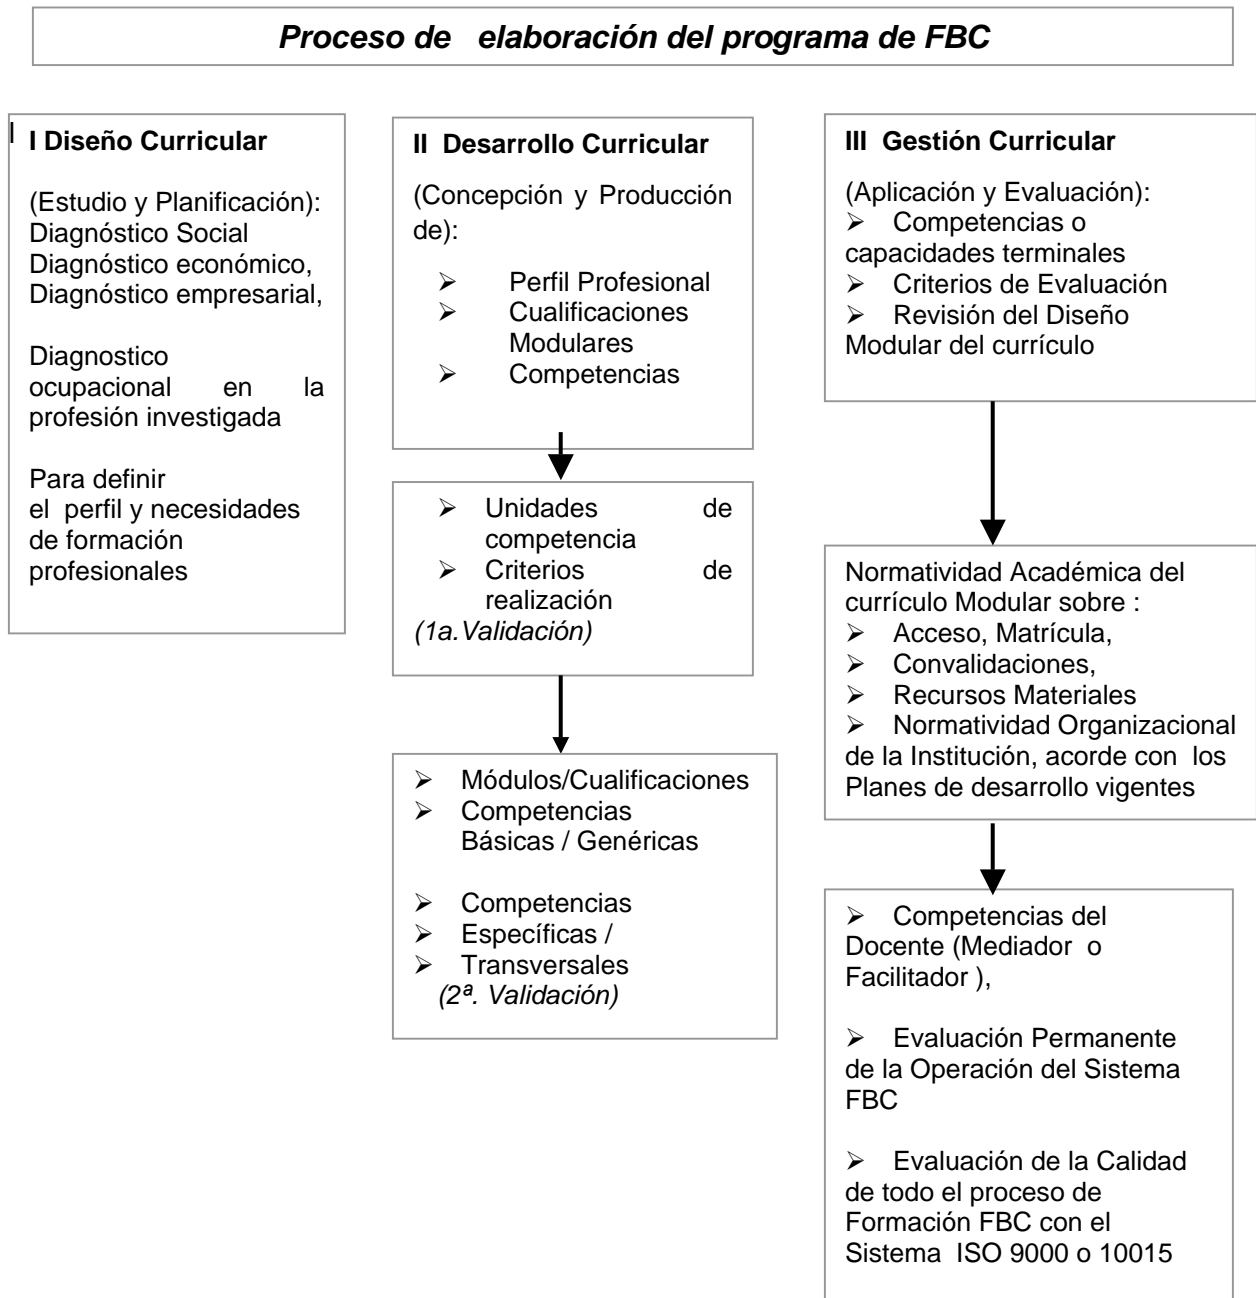 Proceso de elaboración del programa de FBC
I I Diseño Curricular
(Estudio y Planificación):
Diagnóstico Social
Diagnóstico económico,
Diagnóstico empresarial,
Diagnostico
ocupacional en la
profesión investigada
Para definir
el perfil y necesidades
de formación
profesionales
II Desarrollo Curricular
(Concepción y Producción
de):
➢ Perfil Profesional
➢ Cualificaciones
Modulares
➢ Competencias
➢ Unidades de
competencia
➢ Criterios de
realización
(1a.Validación)
➢ Módulos/Cualificaciones
➢ Competencias
Básicas / Genéricas
➢ Competencias
➢ Específicas /
➢ Transversales
(2ª. Validación)
III Gestión Curricular
(Aplicación y Evaluación):
➢ Competencias o
capacidades terminales
➢ Criterios de Evaluación
➢ Revisión del Diseño
Modular del currículo
Normatividad Académica del
currículo Modular sobre :
➢ Acceso, Matrícula,
➢ Convalidaciones,
➢ Recursos Materiales
➢ Normatividad Organizacional
de la Institución, acorde con los
Planes de desarrollo vigentes
➢ Competencias del
Docente (Mediador o
Facilitador ),
➢ Evaluación Permanente
de la Operación del Sistema
FBC
➢ Evaluación de la Calidad
de todo el proceso de
Formación FBC con el
Sistema ISO 9000 o 10015